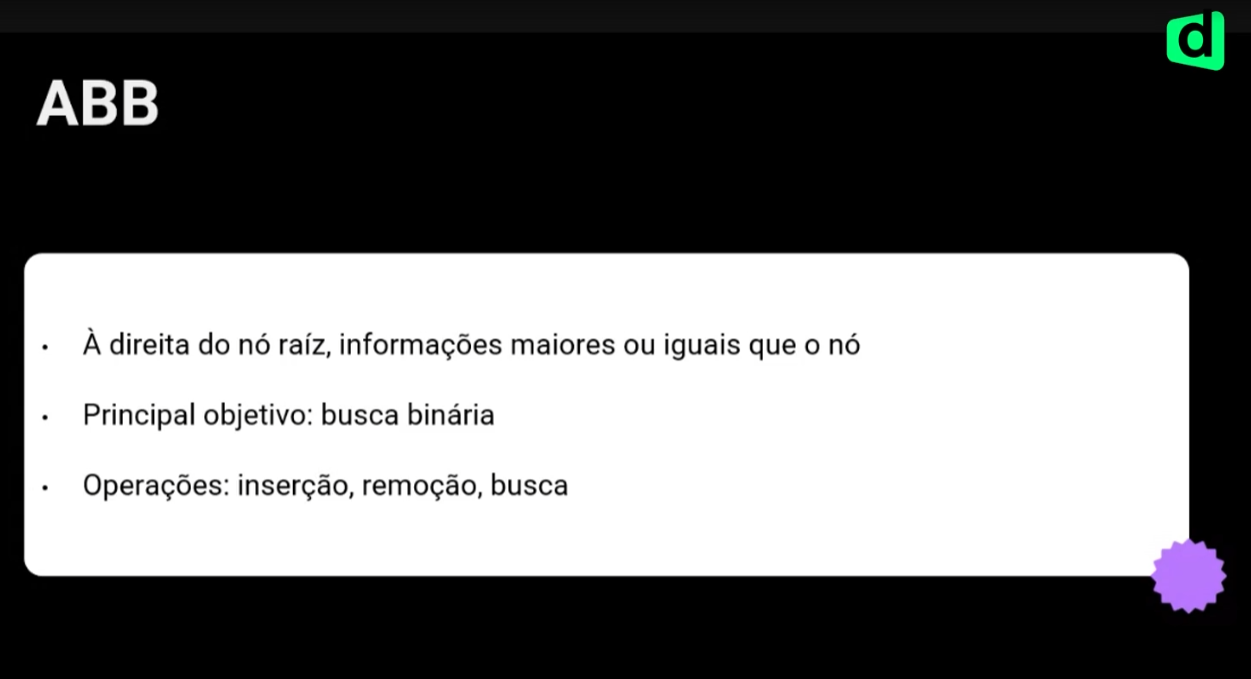 d
ABB
• À direita do nó raíz, informações maiores ou iguais que o nó
• Principal objetivo: busca binária
• Operações: inserção, remoção, busca